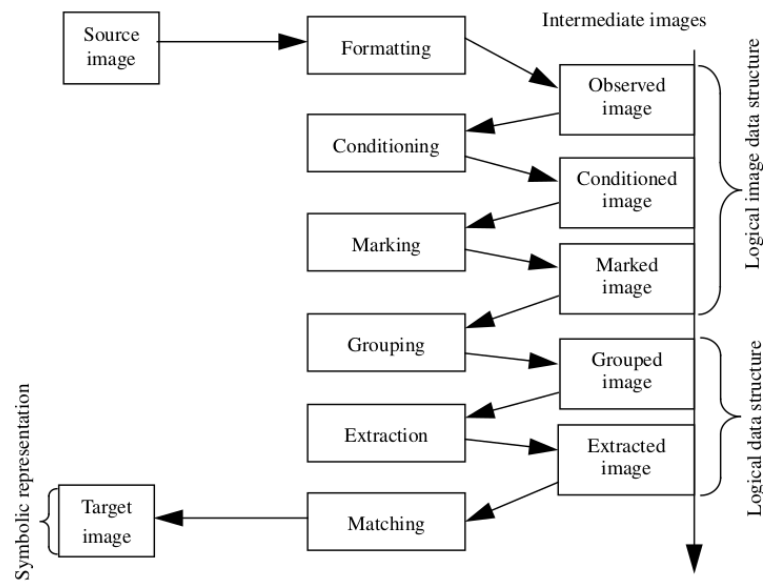 Intermediate images
Source
image
Formatting
Observed
image
Conditioning
Conditioned
image
Marking
Marked
image
Grouping
Grouped
image
Extraction
Extracted
image
Matching
Target
image
Logical image data structure
Logical data structure
Symbolic representation